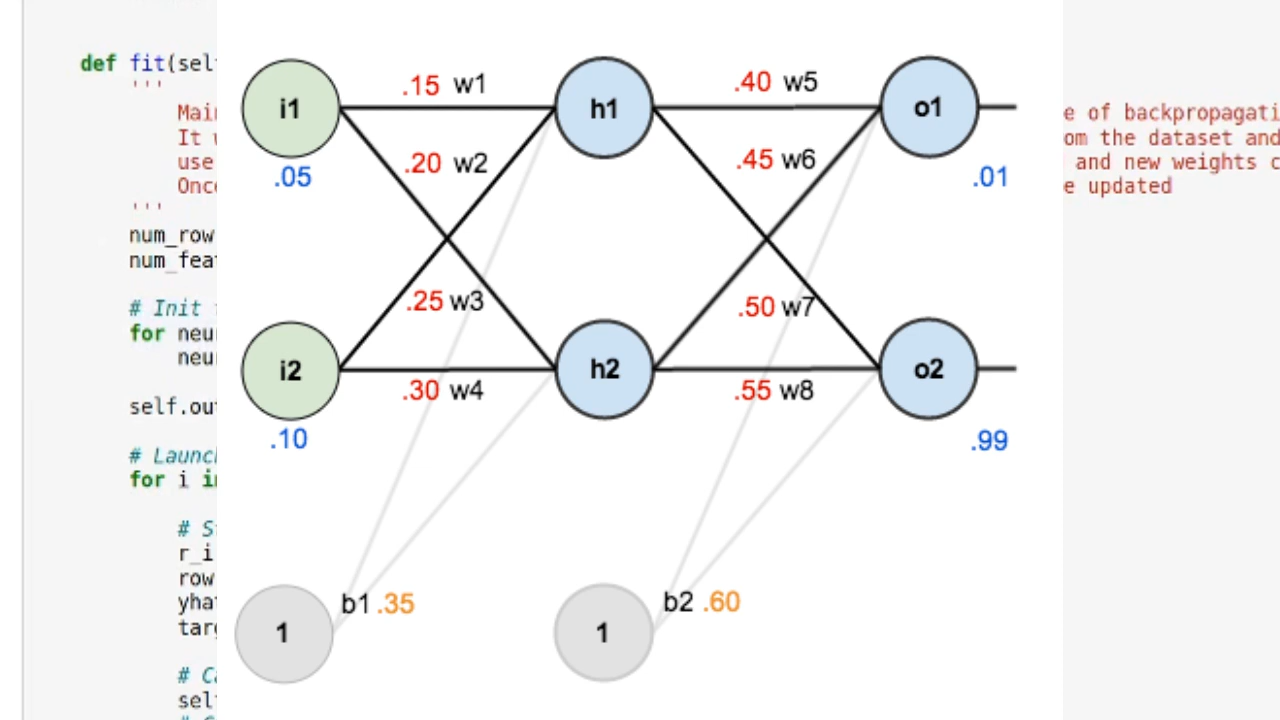 def fit(sel
'''
.15 w1
.40 w5
i1
h1
o1
e of backpropagati
It
om the dataset and
.20 w2
.45 w6
use
and new weights c
.05
.01
Once
e updated
'''
num_row
num_fea
.25 w3
.50 w7
# Init
for neu
neu
i2
h2
o2
.30 w4
.55 w8
self.ou
.10
.99
# Launc
for i i
# S
r_i
row
yha
b1 .35
b2 .60
tar
1
1
# C
sel